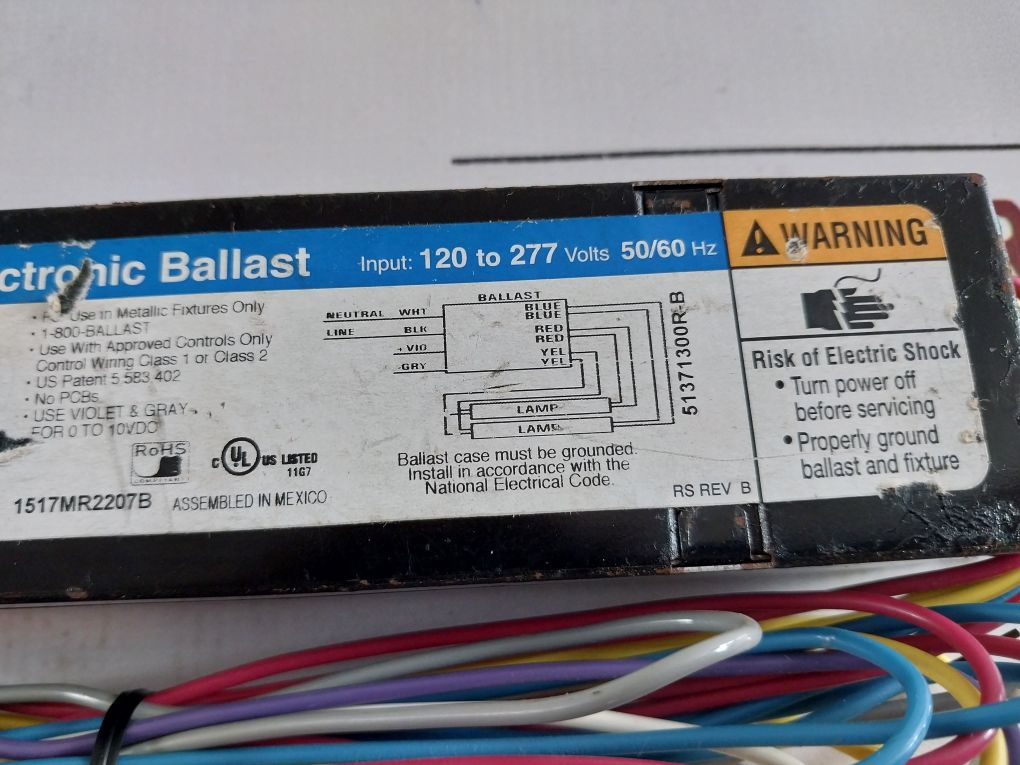 ctronic Ballast
Input: 120 to 277 Volts 50/60 Hz
WARNING
Use in Metallic Fixtures Only
• 1-800-BALLAST
• Use With Approved Controls Only
Control Wiring Class 1 or Class 2
• US Patent 5 583 402
• No PCBs
• USE VIOLET & GRAY
FOR 0 TO 10VDC
RoHS
COMPLIANT
c UL US LISTED
11G7
1517MR2207B ASSEMBLED IN MEXICO
BALLAST
NEUTRAL WHT
LINE BLK
+ VIO
-GRY
BLUE
BLUE
RED
RED
YEL
YEL
LAMP
LAMP
51371300R-B
Ballast case must be grounded.
Install in accordance with the
National Electrical Code.
RS REV B
Risk of Electric Shock
• Turn power off
before servicing
• Properly ground
ballast and fixture